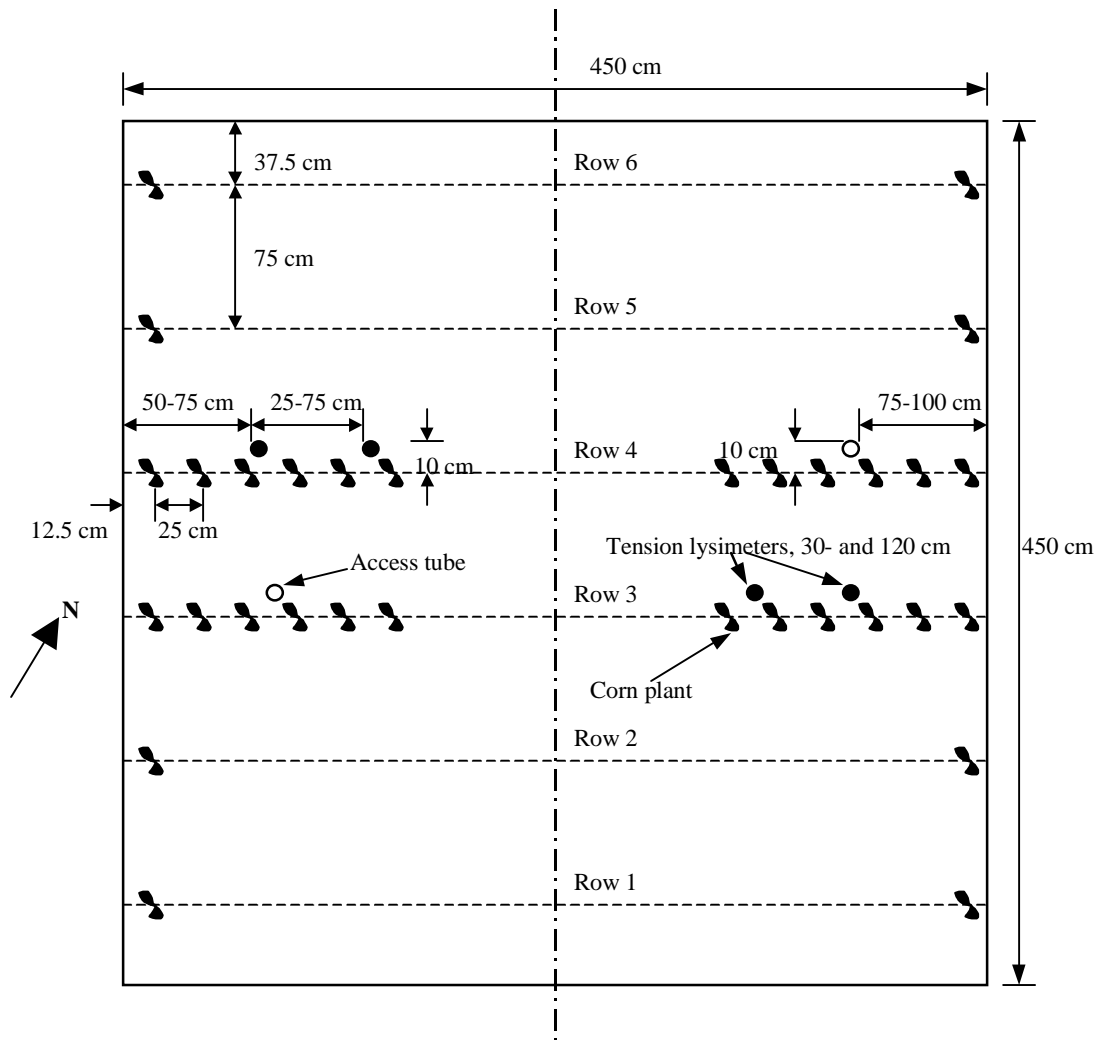 450 cm
37.5 cm
Row 6
75 cm
Row 5
50-75 cm
25-75 cm
75-100 cm
10 cm
Row 4
10 cm
12.5 cm
25 cm
Tension lysimeters, 30- and 120 cm
450 cm
Access tube
Row 3
N
Corn plant
Row 2
Row 1